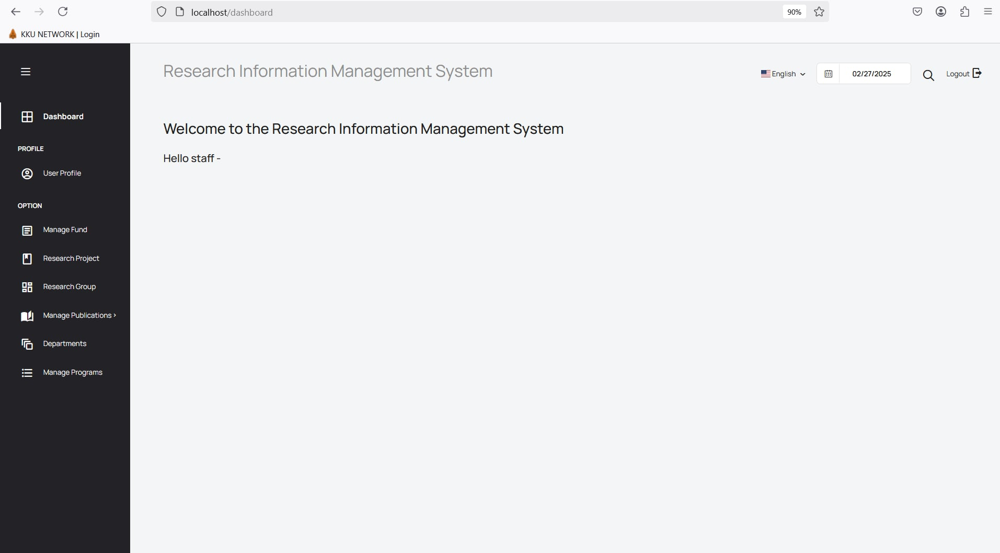 localhost/dashboard
90%
KKU NETWORK | Login
Research Information Management System
English
02/27/2025
Logout
Dashboard
PROFILE
User Profile
OPTION
Manage Fund
Research Project
Research Group
Manage Publications ›
Departments
Manage Programs
Welcome to the Research Information Management System
Hello staff -